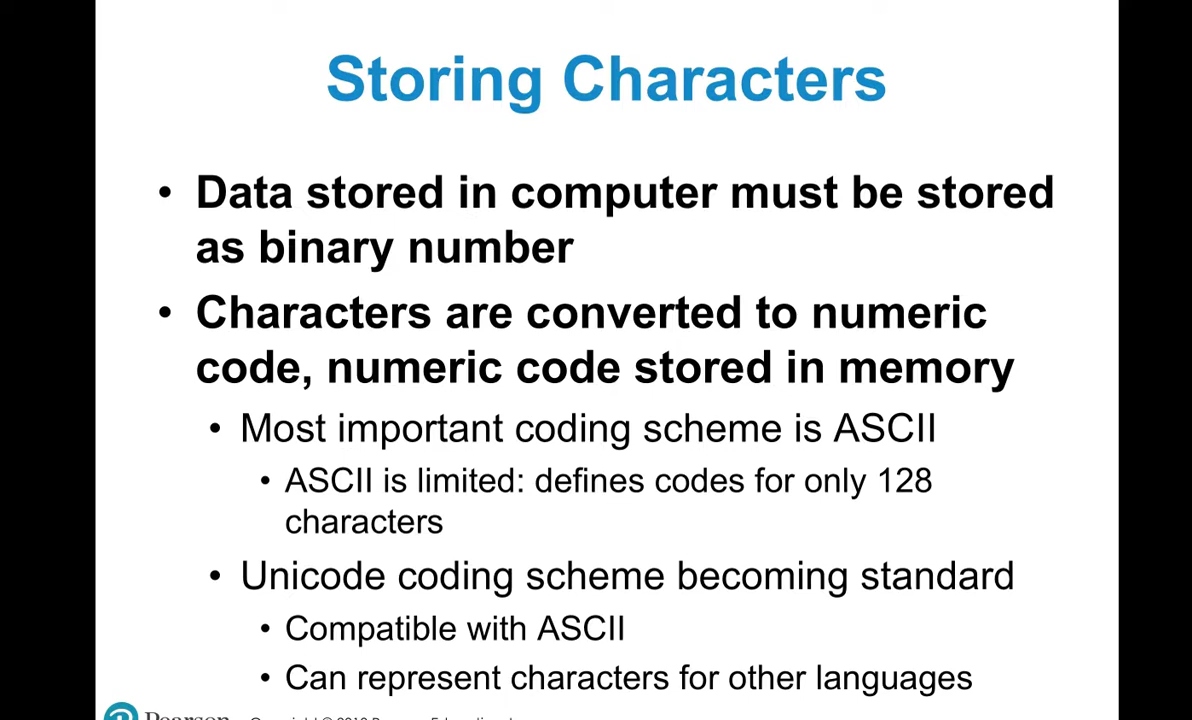 Storing Characters
• Data stored in computer must be stored
as binary number
• Characters are converted to numeric
code, numeric code stored in memory
• Most important coding scheme is ASCII
• ASCII is limited: defines codes for only 128
characters
• Unicode coding scheme becoming standard
• Compatible with ASCII
• Can represent characters for other languages
Pearson